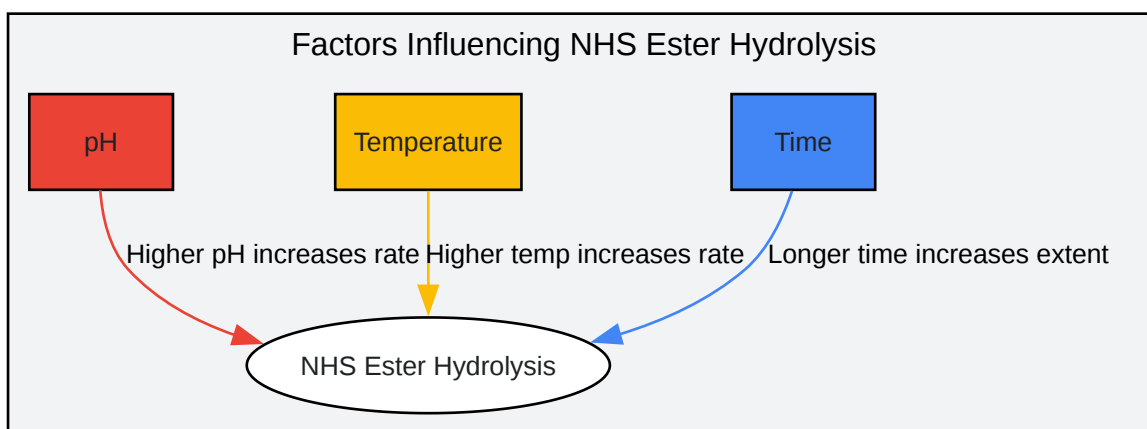 Factors Influencing NHS Ester Hydrolysis
pH
Temperature
Time
Higher pH increases rate
Higher temp increases rate
Longer time increases extent
NHS Ester Hydrolysis